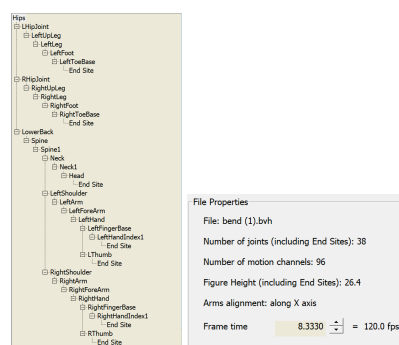 Hips
LHipJoint
LeftUpLeg
LeftLeg
LeftFoot
LeftToeBase
End Site
RHipJoint
RightUpLeg
RightLeg
RightFoot
RightToeBase
End Site
LowerBack
Spine
Spine1
Neck
Neck1
Head
End Site
LeftShoulder
LeftArm
LeftForeArm
LeftHand
LeftFingerBase
LeftHandIndex1
End Site
LThumb
End Site
RightShoulder
RightArm
RightForeArm
RightHand
RightFingerBase
RightHandIndex1
End Site
RThumb
End Site
File Properties
File: bend (1).bvh
Number of joints (including End Sites): 38
Number of motion channels: 96
Figure Height (including End Sites): 26.4
Arms alignment: along X axis
Frame time 8.3330 = 120.0 fps